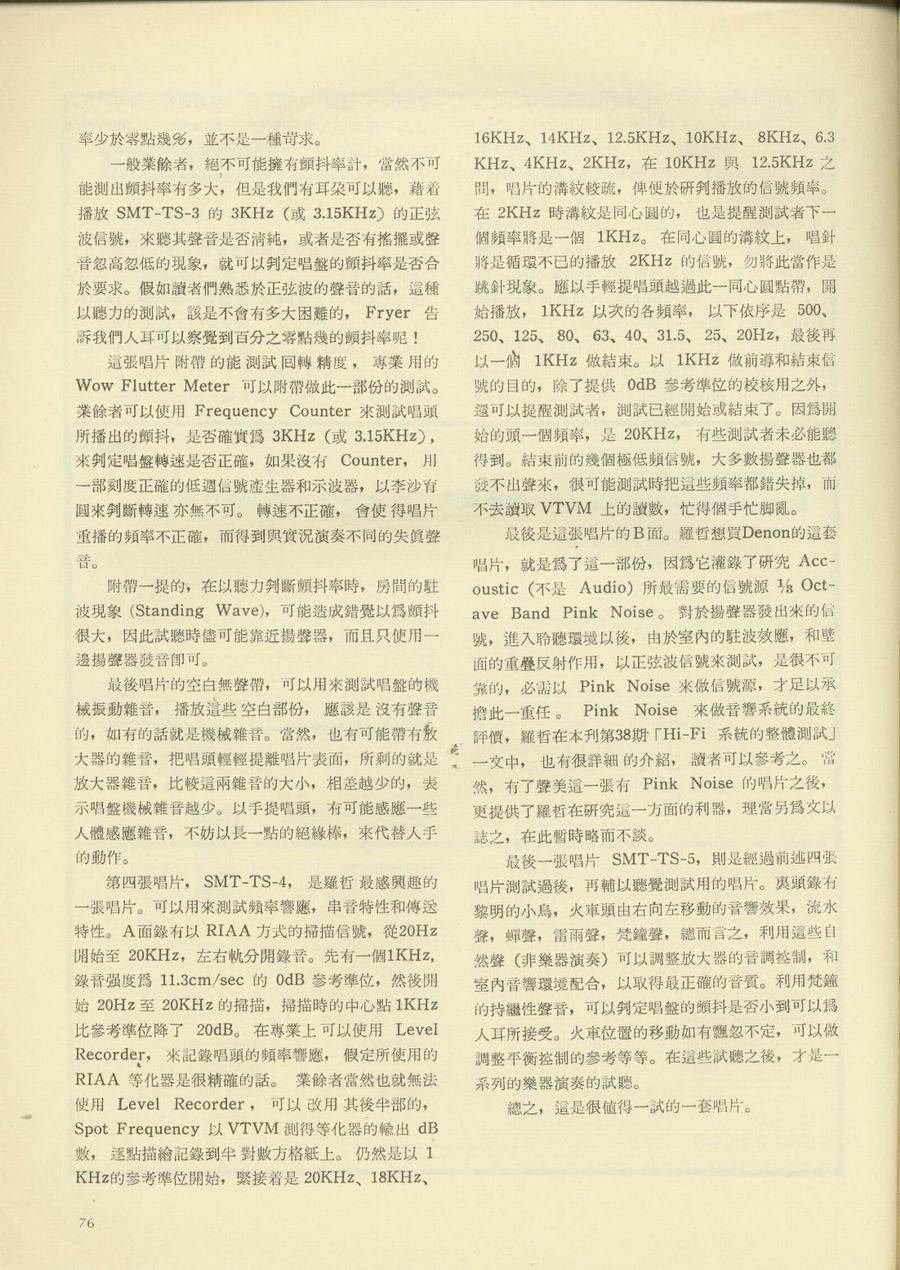 率少於零點幾%，並不是一種苛求。
一般業餘者，絕不可能擁有顫抖率計，當然不可
能測出顫抖率有多大，但是我們有耳朶可以聽，藉着
播放 SMT-TS-3 的 3KHz（或 3.15KHz）的正弦
波信號，來聽其聲音是否清純，或者是否有搖擺或聲
音忽高忽低的現象，就可以判定唱盤的顫抖率是否合
於要求。假如讀者們熟悉於正弦波的聲音的話，這種
以聽力的測試，該是不會有多大困難的，Fryer 告
訴我們人耳可以察覺到百分之零點幾的顫抖率呢！
這張唱片附帶的能測試回轉精度，專業用的
Wow Flutter Meter 可以附帶做此一部份的測試。
業餘者可以使用 Frequency Counter 來測試唱頭
所播出的顫抖，是否確實爲 3KHz（或 3.15KHz），
來判定唱盤轉速是否正確，如果沒有 Counter，用
一部刻度正確的低週信號產生器和示波器，以李沙育
圓來判斷轉速亦無不可。轉速不正確，會使得唱片
重播的頻率不正確，而得到與實況演奏不同的失眞聲
音。
附帶一提的，在以聽力判斷顫抖率時，房間的駐
波現象（Standing Wave），可能造成錯覺以爲顫抖
很大，因此試聽時儘可能靠近揚聲器，而且只使用一
邊揚聲器發音卽可。
最後唱片的空白無聲帶，可以用來測試唱盤的機
械振動雜音，播放這些空白部份，應該是沒有聲音
的，如有的話就是機械雜音。當然，也有可能帶有放
大器的雜音，把唱頭輕輕提離唱片表面，所剩的就是
放大器雜音，比較這兩雜音的大小，相差越少的，表
示唱盤機械雜音越少。以手提唱頭，有可能感應一些
人體感應雜音，不妨以長一點的絕緣棒，來代替人手
的動作。
第四張唱片，SMT-TS-4，是羅哲最感興趣的
一張唱片。可以用來測試頻率響應，串音特性和傳送
特性。A面錄有以 RIAA 方式的掃描信號，從20Hz
開始至 20KHz，左右軌分開錄音。先有一個1KHz,
錄音强度爲 11.3cm/sec 的 0dB 參考準位，然後開
始 20Hz 至 20KHz 的掃描，掃描時的中心點 1KHz
比參考準位降了 20dB。在專業上可以使用 Level
Recorder，來記錄唱頭的頻率響應，假定所使用的
RIAA 等化器是很精確的話。業餘者當然也就無法
使用 Level Recorder，可以改用其後半部的，
Spot Frequency 以 VTVM 測得等化器的輸出 dB
數，逐點描繪記錄到半對數方格紙上。仍然是以 1
KHz的參考準位開始，緊接着是 20KHz、18KHz、
16KHz、14KHz、12.5KHz、10KHz、8KHz、6.3
KHz、4KHz、2KHz，在 10KHz 與 12.5KHz 之
間，唱片的溝紋較疏，俾便於研判播放的信號頻率。
在 2KHz 時溝紋是同心圓的，也是提醒測試者下一
個頻率將是一個 1KHz。在同心圓的溝紋上，唱針
將是循環不已的播放 2KHz 的信號，勿將此當作是
跳針現象。應以手輕提唱頭越過此一同心圓點帶，開
始播放，1KHz 以次的各頻率，以下依序是 500、
250、125、80、63、40、31.5、25、20Hz，最後再
以一個 1KHz 做結束。以 1KHz 做前導和結束信
號的目的，除了提供 0dB 參考準位的校核用之外，
還可以提醒測試者，測試已經開始或結束了。因爲開
始的頭一個頻率，是 20KHz，有些測試者未必能聽
得到。結束前的幾個極低頻信號，大多數揚聲器也都
發不出聲來，很可能測試時把這些頻率都錯失掉，而
不去讀取 VTVM 上的讀數，忙得個手忙脚亂。
最後是這張唱片的B面。羅哲想買Denon的這套
唱片，就是爲了這一部份，因爲它灌錄了研究 Acc-
oustic（不是 Audio）所最需要的信號源 ⅓ Oct-
ave Band Pink Noise。對於揚聲器發出來的信
號，進入聆聽環境以後，由於室內的駐波效應，和壁
面的重疊反射作用，以正弦波信號來測試，是很不可
靠的，必需以 Pink Noise 來做信號源，才足以承
擔此一重任。Pink Noise 來做音響系統的最終
評價，羅哲在本刋第38期「Hi-Fi 系統的整體測試」
一文中，也有很詳細的介紹，讀者可以參考之。當
然，有了聲美這一張有 Pink Noise 的唱片之後，
更提供了羅哲在研究這一方面的利器，理當另爲文以
誌之，在此暫時略而不談。
最後一張唱片 SMT-TS-5，則是經過前述四張
唱片測試過後，再輔以聽覺測試用的唱片。裏頭錄有
黎明的小鳥，火車頭由右向左移動的音響效果，流水
聲，蟬聲，雷雨聲，梵鐘聲，總而言之，利用這些自
然聲（非樂器演奏）可以調整放大器的音調控制，和
室內音響環境配合，以取得最正確的音質。利用梵鐘
的持繼性聲音，可以判定唱盤的顫抖是否小到可以爲
人耳所接受。火車位置的移動如有飄忽不定，可以做
調整平衡控制的參考等等。在這些試聽之後，才是一
系列的樂器演奏的試聽。
總之，這是很值得一試的一套唱片。
76